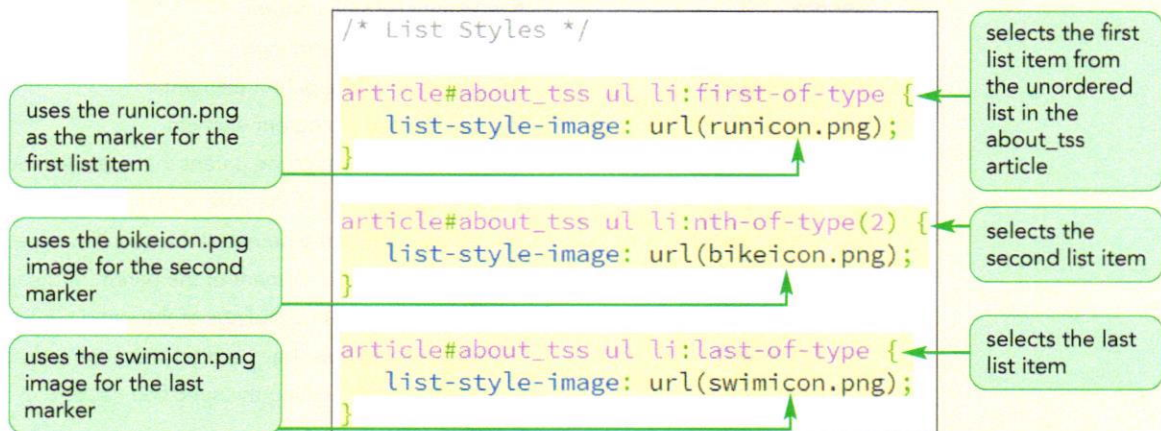 /* List Styles */
selects the first
list item from
the unordered
list in the
about_tss
article
uses the runicon.png
as the marker for the
first list item
article#about_tss ul li:first-of-type {
list-style-image: url(runicon.png);
}
uses the bikeicon.png
image for the second
marker
article#about_tss ul li:nth-of-type(2) {
list-style-image: url(bikeicon.png);
}
selects the
second list item
uses the swimicon.png
image for the last
marker
article#about_tss ul li:last-of-type {
list-style-image: url(swimicon.png);
}
selects the last
list item